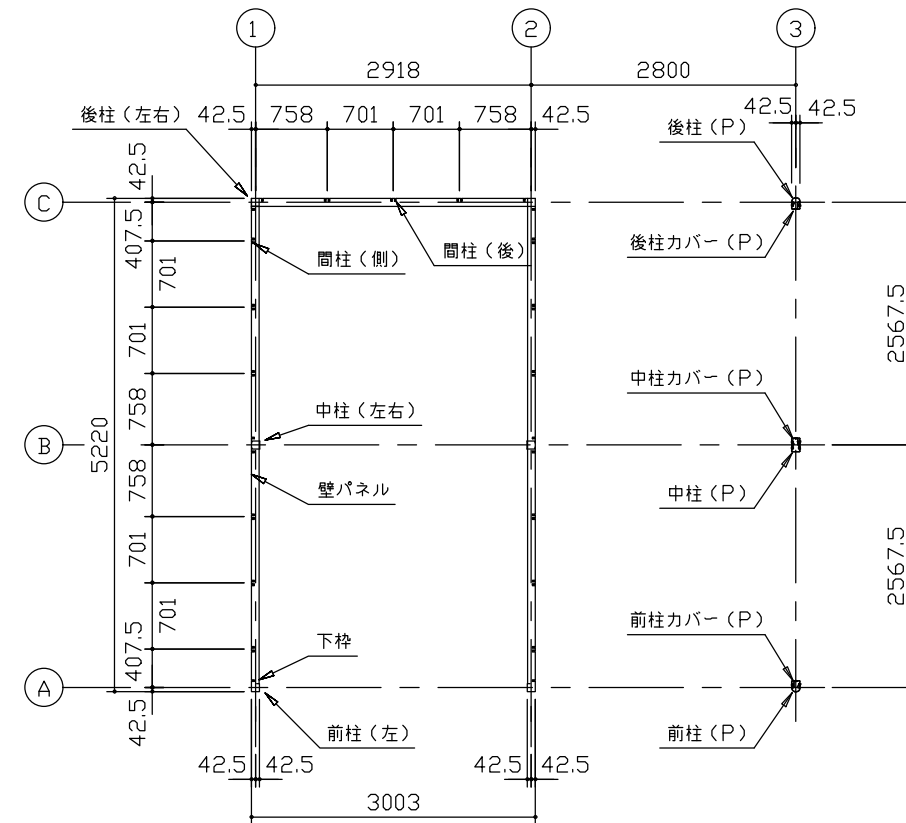 1
2
3
2918
2800
42.5
758
701
701
758
42.5
42.5
42.5
後柱（左右）
後柱（P）
C
42.5
407.5
701
701
758
758
701
701
407.5
42.5
5220
間柱（側）
間柱（後）
後柱カバー（P）
2567.5
中柱（左右）
中柱カバー（P）
B
壁パネル
中柱（P）
2567.5
下枠
前柱カバー（P）
A
前柱（左）
前柱（P）
42.5
42.5
42.5
42.5
3003